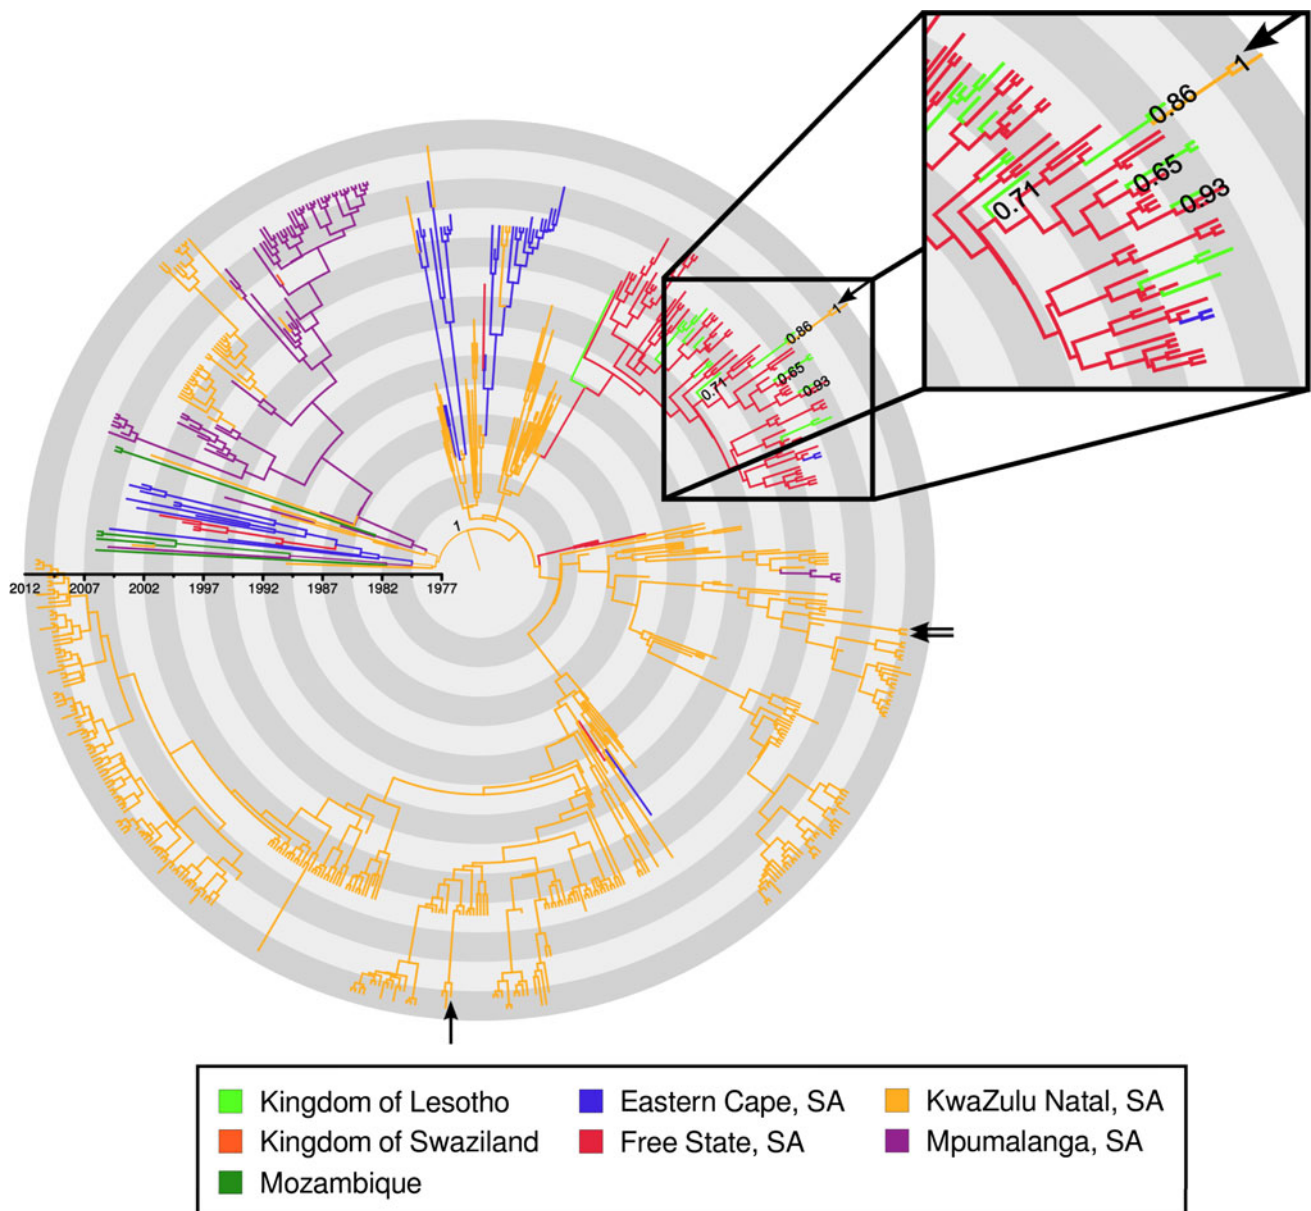 1
0.86
0.65
0.93
0.71
1
0.86
0.71
0.65
0.93
1
2012 2007 2002 1997 1992 1987 1982 1977
Kingdom of Lesotho Eastern Cape, SA KwaZulu Natal, SA
Kingdom of Swaziland Free State, SA Mpumalanga, SA
Mozambique